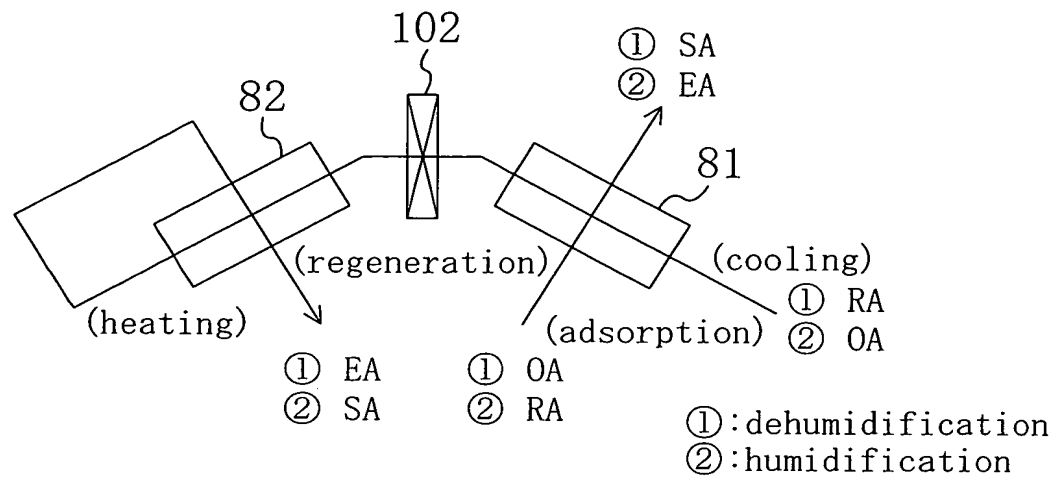 102
① SA
② EA
82
81
(regeneration)
(cooling)
(heating)
(adsorption)
① RA
② OA
① EA
② SA
① OA
② RA
①:dehumidification
②:humidification